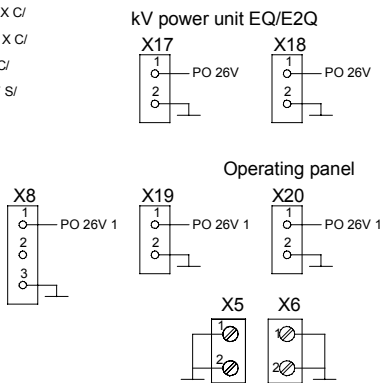 X C/
X C/
C/
S/
kV power unit EQ/E2Q
X17 X18
1 PO 26V 1 PO 26V
2 2
Operating panel
X8 X19 X20
1 PO 26V 1 1 PO 26V 1 1 PO 26V 1
2 2 2
3
X5 X6
1 1
2 2